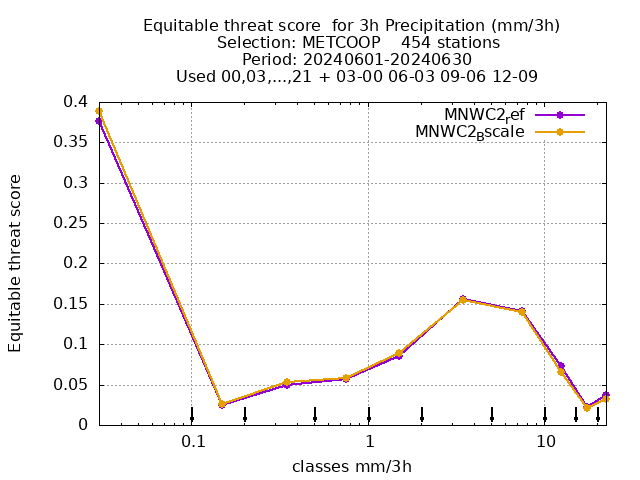 Equitable threat score  for 3h Precipitation (mm/3h)
Selection: METCOOP    454 stations
Period: 20240601-20240630
Used 00,03,...,21 + 03-00 06-03 09-06 12-09
MNWC2ref
MNWC2Bscale
0.4
0.35
0.3
0.25
0.2
0.15
0.1
0.05
0
Equitable threat score
0.1
1
10
classes mm/3h